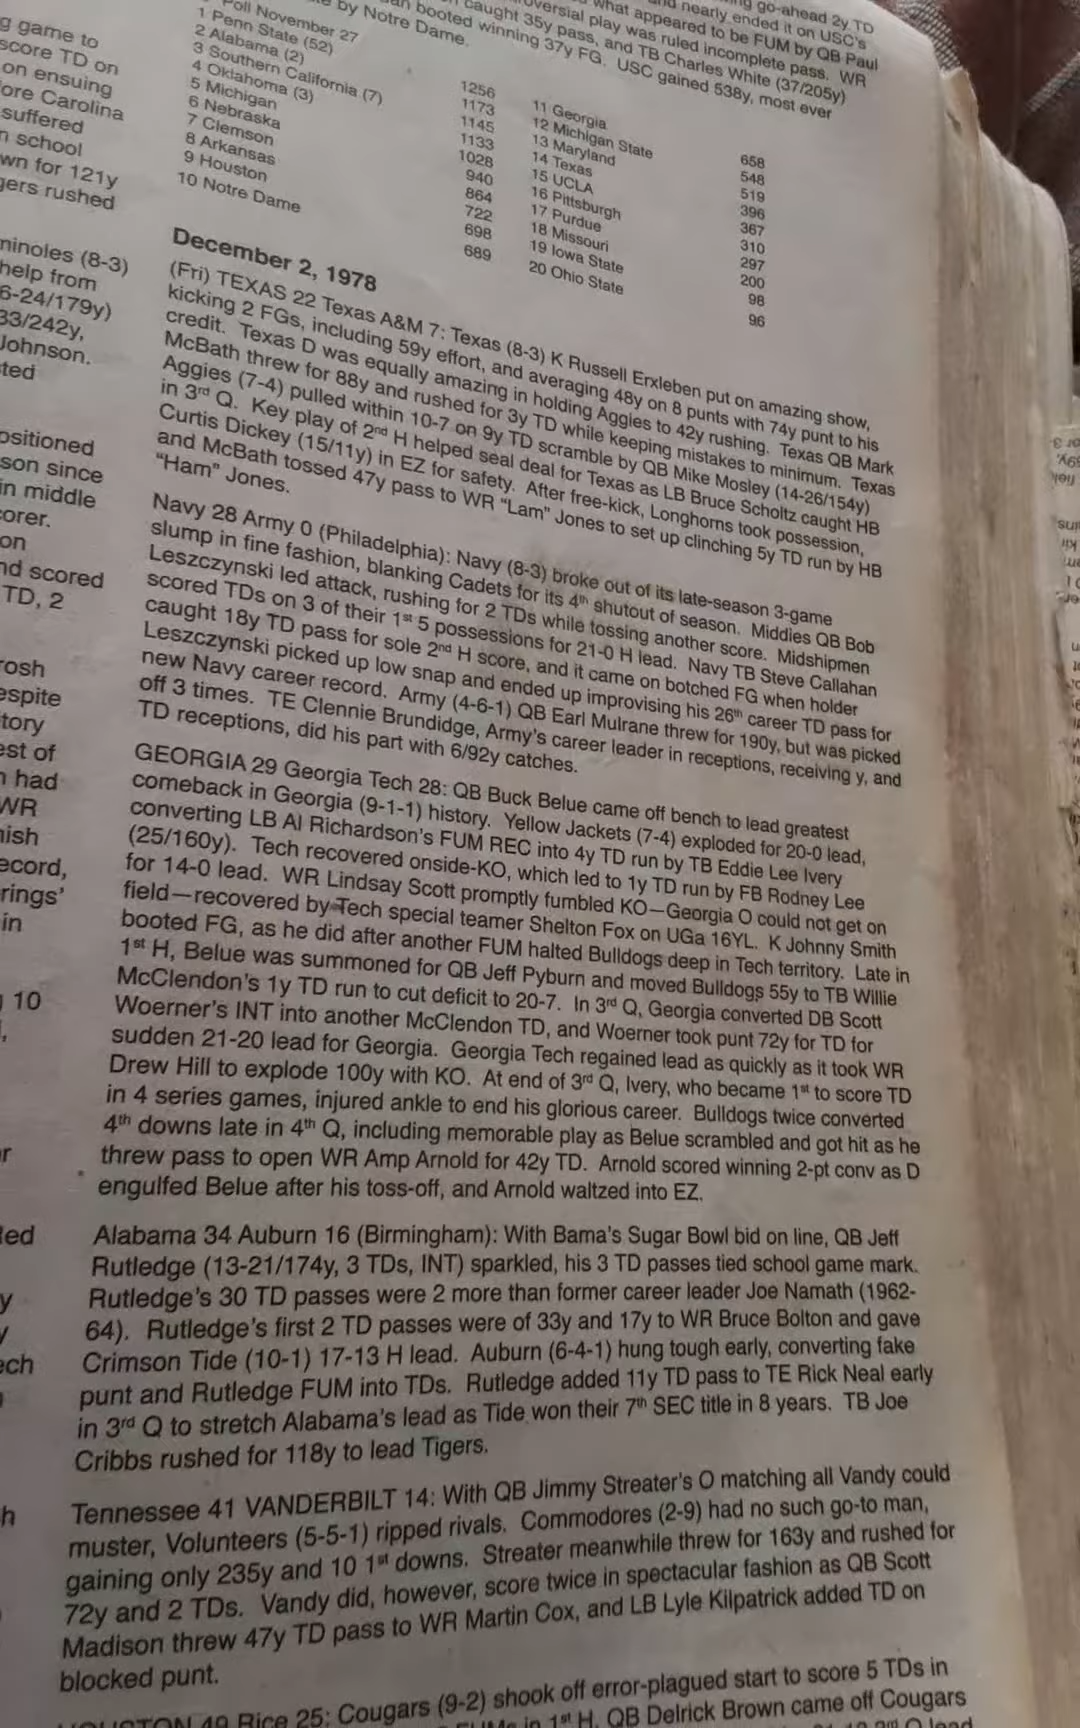 g game to
score TD on
on ensuing
ore Carolina
suffered
n school
wn for 121y
gers rushed
minoles (8-3)
help from
6-24/179y)
33/242y,
Johnson.
sted
ositioned
son since
in middle
corer.
on
nd scored
TD, 2
rosh
espite
tory
est of
n had
WR
nish
ecord,
rings'
in
10
r
ed
y
y
ech
h
go-ahead 2y TD
nd nearly ended it on USC's
what appeared to be FUM by QB Paul
oversial play was ruled incomplete pass. WR
caught 35y pass, and TB Charles White (37/205y)
booted winning 37y FG. USC gained 538y, most ever
by Notre Dame.
Poll November 27
1 Penn State (52) 1256
2 Alabama (2) 1173
3 Southern California (7) 1145
4 Oklahoma (3) 1133
5 Michigan 1028
6 Nebraska 940
7 Clemson 864
8 Arkansas 722
9 Houston 698
10 Notre Dame 689
11 Georgia 658
12 Michigan State 548
13 Maryland 519
14 Texas 396
15 UCLA 367
16 Pittsburgh 310
17 Purdue 297
18 Missouri 200
19 Iowa State 98
20 Ohio State 96
December 2, 1978
(Fri) TEXAS 22 Texas A&M 7: Texas (8-3) K Russell Erxleben put on amazing show,
kicking 2 FGs, including 59y effort, and averaging 48y on 8 punts with 74y punt to his
credit. Texas D was equally amazing in holding Aggies to 42y rushing. Texas QB Mark
McBath threw for 88y and rushed for 3y TD while keeping mistakes to minimum. Texas
Aggies (7-4) pulled within 10-7 on 9y TD scramble by QB Mike Mosley (14-26/154y)
in 3rd Q. Key play of 2nd H helped seal deal for Texas as LB Bruce Scholtz caught HB
Curtis Dickey (15/11y) in EZ for safety. After free-kick, Longhorns took possession,
and McBath tossed 47y pass to WR "Lam" Jones to set up clinching 5y TD run by HB
"Ham" Jones.
Navy 28 Army 0 (Philadelphia): Navy (8-3) broke out of its late-season 3-game
slump in fine fashion, blanking Cadets for its 4th shutout of season. Middies QB Bob
Leszczynski led attack, rushing for 2 TDs while tossing another score. Midshipmen
scored TDs on 3 of their 1st 5 possessions for 21-0 H lead. Navy TB Steve Callahan
caught 18y TD pass for sole 2nd H score, and it came on botched FG when holder
Leszczynski picked up low snap and ended up improvising his 26th career TD pass for
new Navy career record. Army (4-6-1) QB Earl Mulrane threw for 190y, but was picked
off 3 times. TE Clennie Brundidge, Army's career leader in receptions, receiving y, and
TD receptions, did his part with 6/92y catches.
GEORGIA 29 Georgia Tech 28: QB Buck Belue came off bench to lead greatest
comeback in Georgia (9-1-1) history. Yellow Jackets (7-4) exploded for 20-0 lead,
converting LB Al Richardson's FUM REC into 4y TD run by TB Eddie Lee Ivery
(25/160y). Tech recovered onside-KO, which led to 1y TD run by FB Rodney Lee
for 14-0 lead. WR Lindsay Scott promptly fumbled KO—Georgia O could not get on
field—recovered by Tech special teamer Shelton Fox on UGa 16YL. K Johnny Smith
booted FG, as he did after another FUM halted Bulldogs deep in Tech territory. Late in
1st H, Belue was summoned for QB Jeff Pyburn and moved Bulldogs 55y to TB Willie
McClendon's 1y TD run to cut deficit to 20-7. In 3rd Q, Georgia converted DB Scott
Woerner's INT into another McClendon TD, and Woerner took punt 72y for TD for
sudden 21-20 lead for Georgia. Georgia Tech regained lead as quickly as it took WR
Drew Hill to explode 100y with KO. At end of 3rd Q, Ivery, who became 1st to score TD
in 4 series games, injured ankle to end his glorious career. Bulldogs twice converted
4th downs late in 4th Q, including memorable play as Belue scrambled and got hit as he
threw pass to open WR Amp Arnold for 42y TD. Arnold scored winning 2-pt conv as D
engulfed Belue after his toss-off, and Arnold waltzed into EZ.
Alabama 34 Auburn 16 (Birmingham): With Bama's Sugar Bowl bid on line, QB Jeff
Rutledge (13-21/174y, 3 TDs, INT) sparkled, his 3 TD passes tied school game mark.
Rutledge's 30 TD passes were 2 more than former career leader Joe Namath (1962-
64). Rutledge's first 2 TD passes were of 33y and 17y to WR Bruce Bolton and gave
Crimson Tide (10-1) 17-13 H lead. Auburn (6-4-1) hung tough early, converting fake
punt and Rutledge FUM into TDs. Rutledge added 11y TD pass to TE Rick Neal early
in 3rd Q to stretch Alabama's lead as Tide won their 7th SEC title in 8 years. TB Joe
Cribbs rushed for 118y to lead Tigers.
Tennessee 41 VANDERBILT 14: With QB Jimmy Streater's O matching all Vandy could
muster, Volunteers (5-5-1) ripped rivals. Commodores (2-9) had no such go-to man,
gaining only 235y and 10 1st downs. Streater meanwhile threw for 163y and rushed for
72y and 2 TDs. Vandy did, however, score twice in spectacular fashion as QB Scott
Madison threw 47y TD pass to WR Martin Cox, and LB Lyle Kilpatrick added TD on
blocked punt.
HOUSTON 49 Rice 25: Cougars (9-2) shook off error-plagued start to score 5 TDs in
in 1st H. QB Delrick Brown came off Cougars